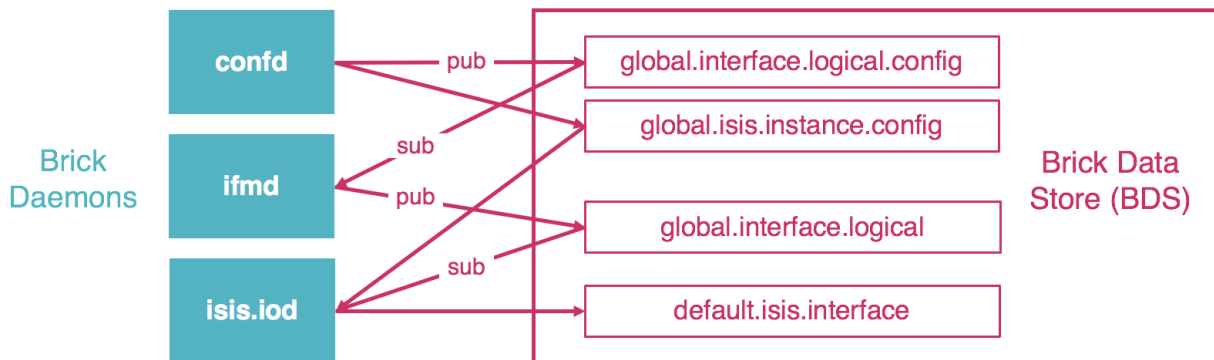 confd
pub
global.interface.logical.config
global.isis.instance.config
sub
Brick
Daemons
ifmd
pub
global.interface.logical
Brick Data
Store (BDS)
sub
isis.iod
default.isis.interface